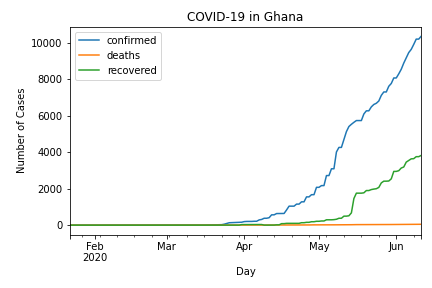 COVID-19 in Ghana
confirmed
deaths
recovered
Number of Cases
10000
8000
6000
4000
2000
0
Feb
2020
Mar
Apr
May
Jun
Day